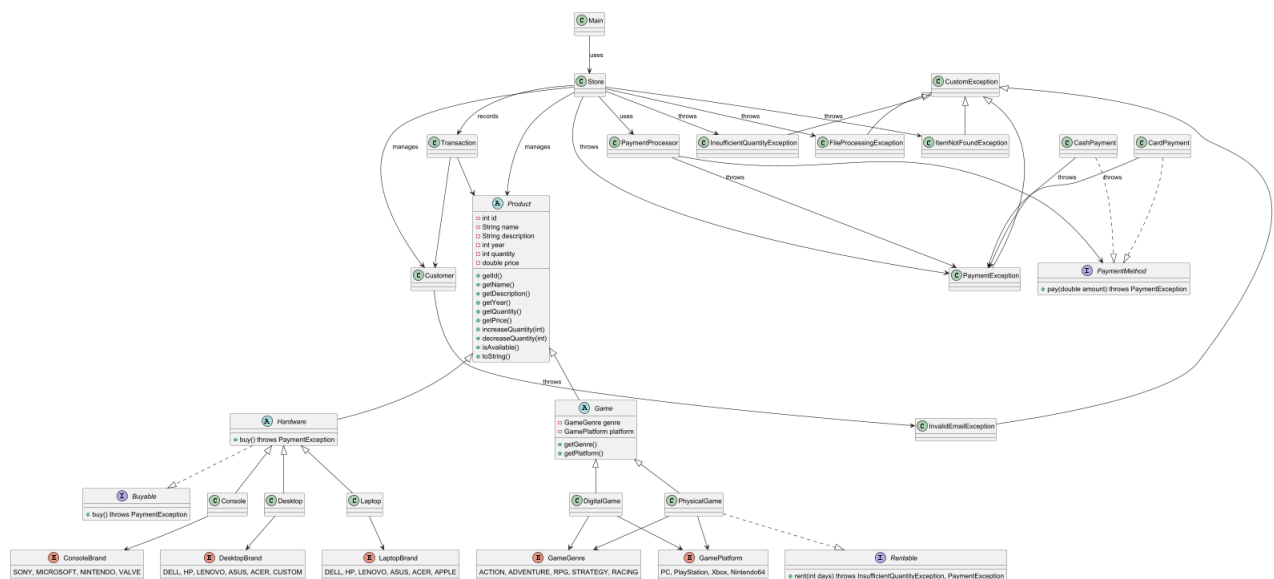 C Main
uses
C Store
C CustomException
records
uses
throws
throws
throws
manages
C Transaction
throws
manages
C PaymentProcessor
C InsufficientQuantityException
C FileProcessingException
C ItemNotFoundException
C CashPayment
C CardPayment
throws
throws
throws
A Product
int id
String name
String description
int year
int quantity
double price
getId()
getName()
getDescription()
getYear()
getQuantity()
getPrice()
increaseQuantity(int)
decreaseQuantity(int)
isAvailable()
toString()
C Customer
C PaymentException
I PaymentMethod
pay(double amount) throws PaymentException
throws
A Hardware
buy() throws PaymentException
A Game
GameGenre genre
GamePlatform platform
getGenre()
getPlatform()
C InvalidEmailException
I Buyable
buy() throws PaymentException
C Console
C Desktop
C Laptop
C DigitalGame
C PhysicalGame
E ConsoleBrand
SONY, MICROSOFT, NINTENDO, VALVE
E DesktopBrand
DELL, HP, LENOVO, ASUS, ACER, CUSTOM
E LaptopBrand
DELL, HP, LENOVO, ASUS, ACER, APPLE
E GameGenre
ACTION, ADVENTURE, RPG, STRATEGY, RACING
E GamePlatform
PC, PlayStation, Xbox, Nintendo64
I Rentable
rent(int days) throws InsufficientQuantityException, PaymentException